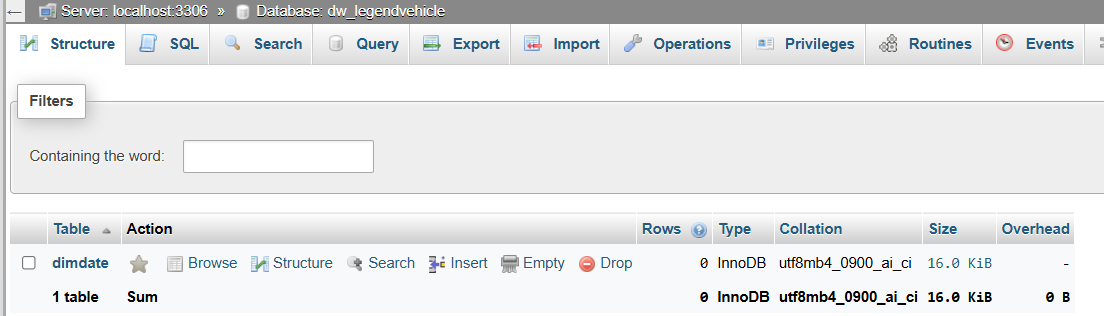 Server: localhost:3306 » Database: dw_legendvehicle
Structure SQL Search Query Export Import Operations Privileges Routines Events
Filters
Containing the word:
Table Action Rows Type Collation Size Overhead
dimdate Browse Structure Search Insert Empty Drop 0 InnoDB utf8mb4_0900_ai_ci 16.0 KiB -
1 table Sum 0 InnoDB utf8mb4_0900_ai_ci 16.0 KiB 0 B